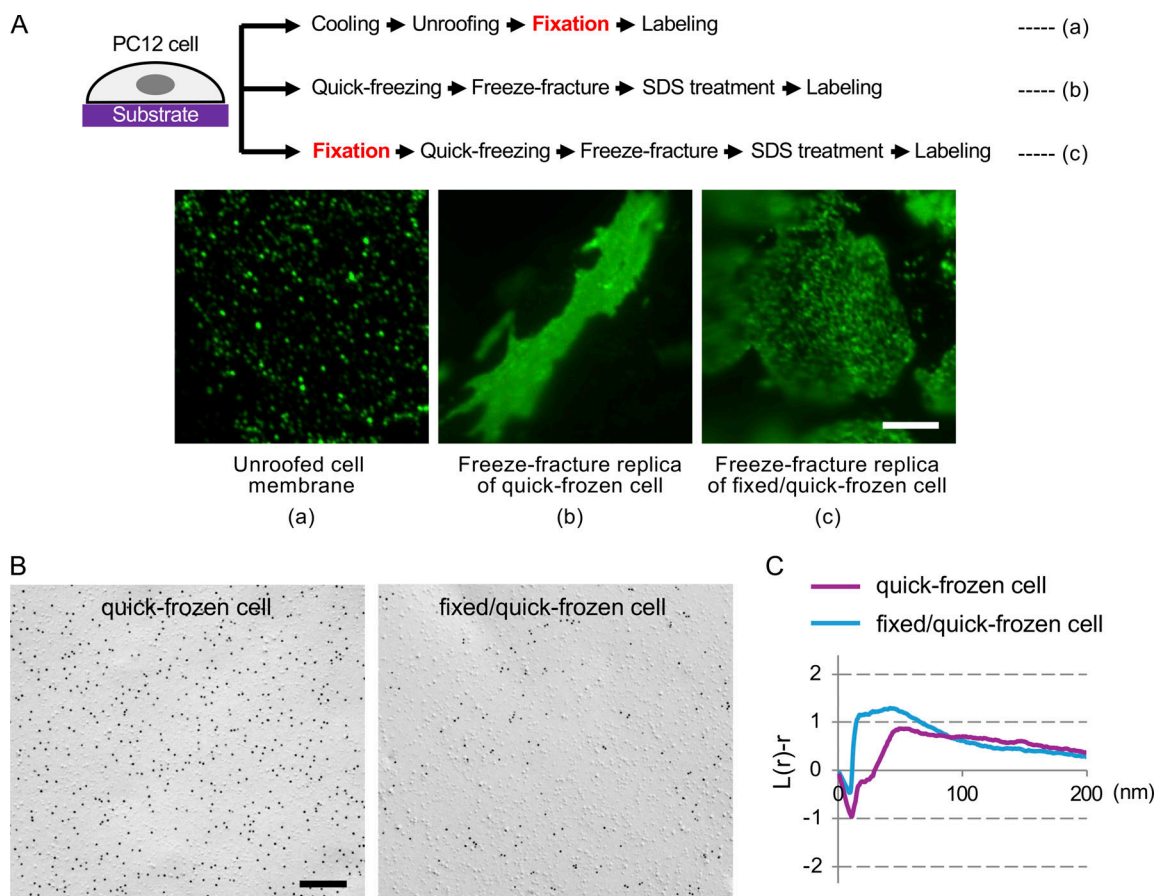 A
PC12 cell
Substrate
Cooling Unroofing Fixation Labeling ----- (a)
Quick-freezing Freeze-fracture SDS treatment Labeling ----- (b)
Fixation Quick-freezing Freeze-fracture SDS treatment Labeling ----- (c)
Unroofed cell
membrane
(a)
Freeze-fracture replica
of quick-frozen cell
(b)
Freeze-fracture replica
of fixed/quick-frozen cell
(c)
B
quick-frozen cell
fixed/quick-frozen cell
C
quick-frozen cell
fixed/quick-frozen cell
L(r)-r
2
1
0
-1
-2
0 100 200 (nm)